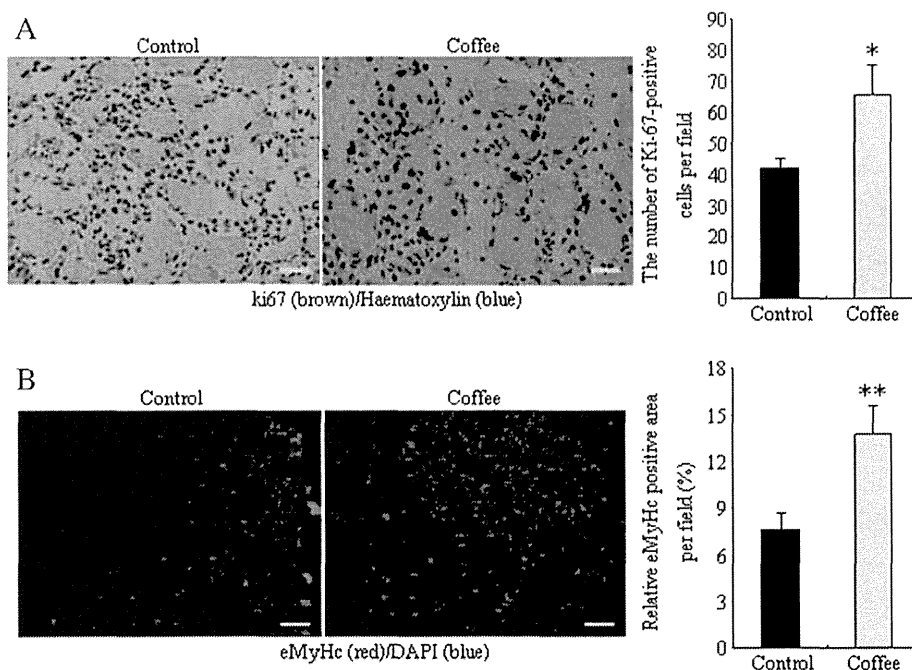 A
Control
Coffee
ki67 (brown)/Haematoxylin (blue)
The number of Ki-67-positive
cells per field
90
80
70
60
50
40
30
20
10
0
*
Control
Coffee
B
Control
Coffee
eMyHc (red)/DAPI (blue)
Relative eMyHc positive area
per field (%)
18
15
12
9
6
3
0
**
Control
Coffee